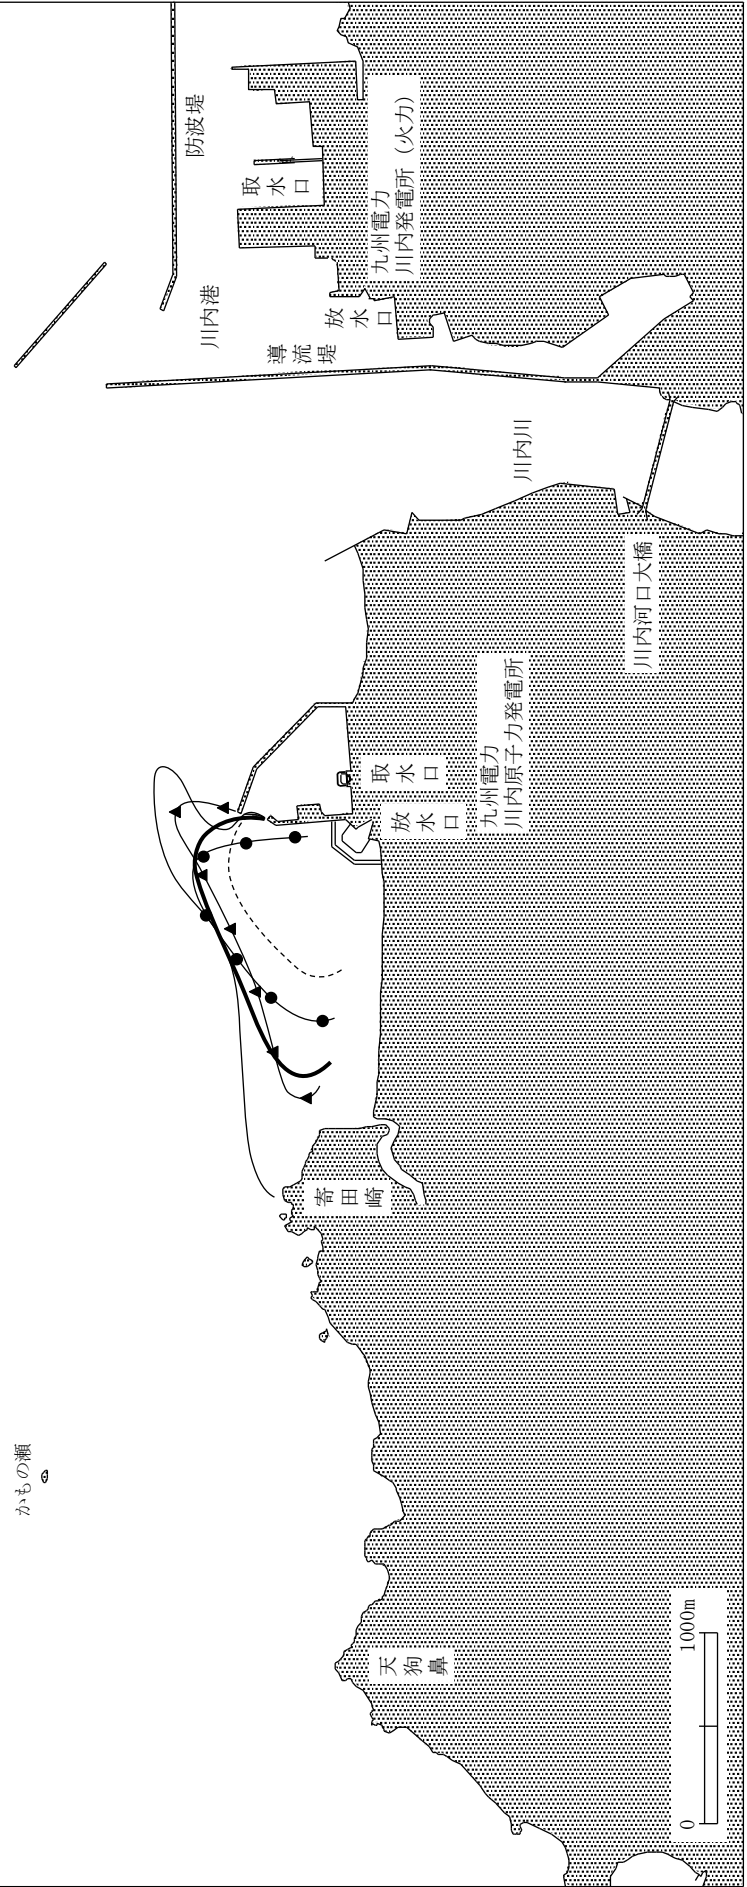 かもの瀬
防波堤
取水口
九州電力
川内発電所（火力）
川内港
放水口
導流堤
川内川
川内河口大橋
取水口
放水口
九州電力
川内原子力発電所
寄田崎
天狗鼻
0
1000m